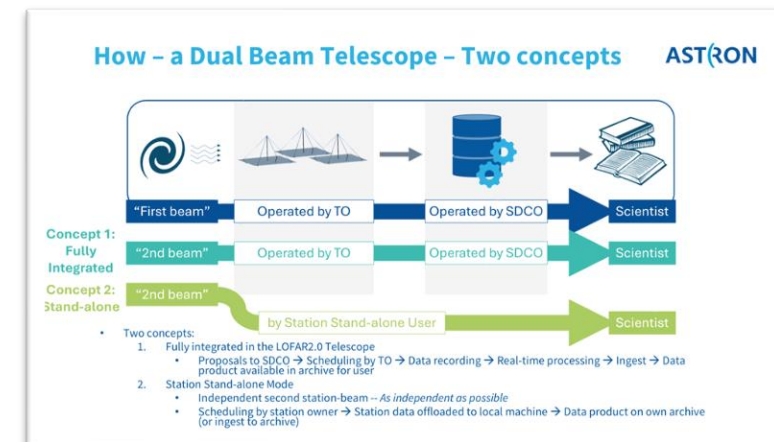 How – a Dual Beam Telescope – Two concepts
ASTRON
"First beam" Operated by TO Operated by SDCO Scientist
Concept 1:
Fully
Integrated
"2nd beam" Operated by TO Operated by SDCO Scientist
Concept 2:
Stand-alone
"2nd beam"
by Station Stand-alone User Scientist
• Two concepts:
1. Fully integrated in the LOFAR2.0 Telescope
• Proposals to SDCO → Scheduling by TO → Data recording → Real-time processing → Ingest → Data
product available in archive for user
2. Station Stand-alone Mode
• Independent second station-beam -- As independent as possible
• Scheduling by station owner → Station data offloaded to local machine → Data product on own archive
(or ingest to archive)